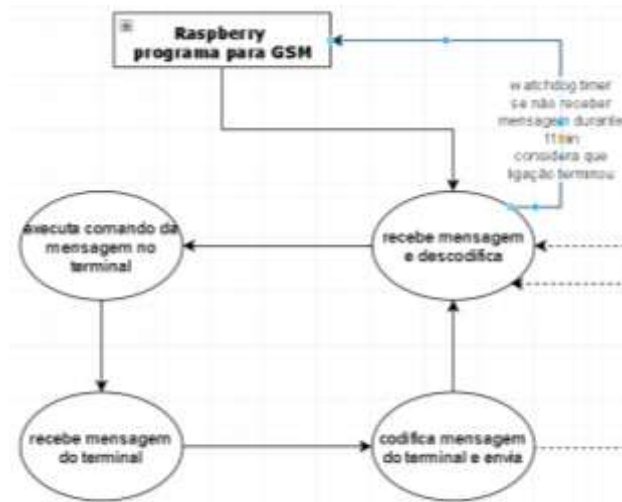 Raspberry
programa para GSM
watchdog timer
se não receber
mensagem durante
considera que
ligação terminou
executa comando da
mensagem no
terminal
recebe mensagem
e descodifica
recebe mensagem
do terminal
codifica mensagem
do terminal e envia